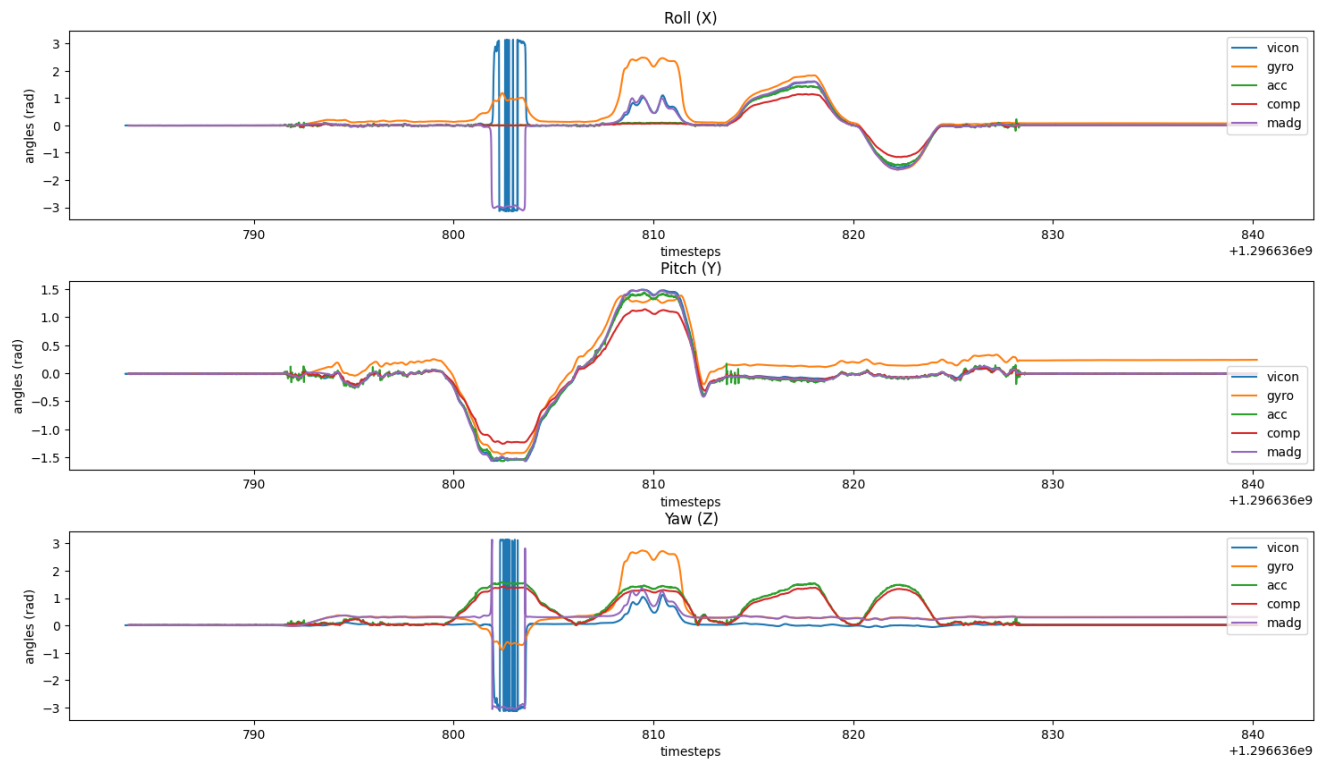 Roll (X)
3
2
1
0
−1
−2
−3
angles (rad)
vicon
gyro
acc
comp
madg
790 800 810 820 830 840
timesteps
+1.296636e9
Pitch (Y)
1.5
1.0
0.5
0.0
−0.5
−1.0
−1.5
angles (rad)
vicon
gyro
acc
comp
madg
790 800 810 820 830 840
timesteps
+1.296636e9
Yaw (Z)
3
2
1
0
−1
−2
−3
angles (rad)
vicon
gyro
acc
comp
madg
790 800 810 820 830 840
timesteps
+1.296636e9